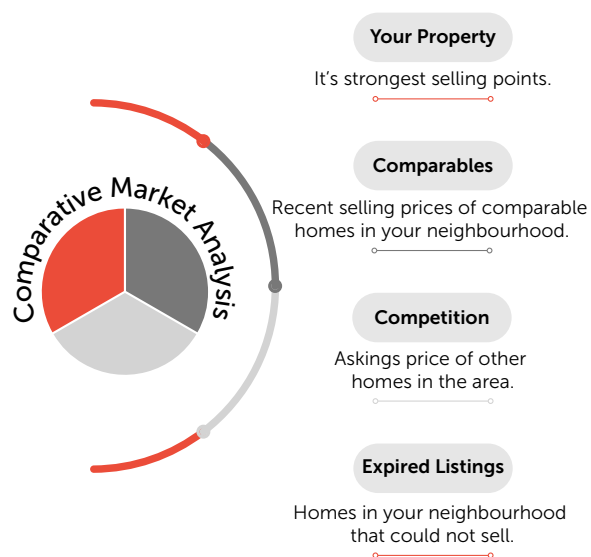 Comparative Market Analysis
Your Property
It’s strongest selling points.
Comparables
Recent selling prices of comparable
homes in your neighbourhood.
Competition
Askings price of other
homes in the area.
Expired Listings
Homes in your neighbourhood
that could not sell.